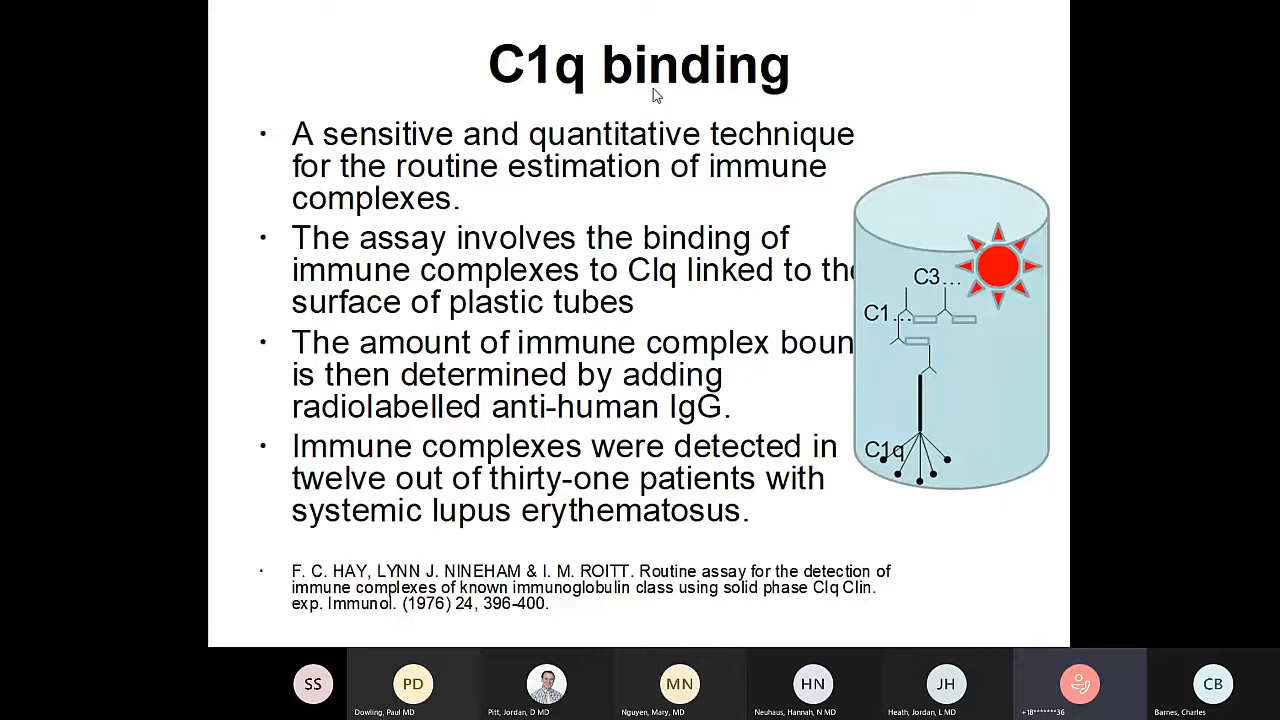 C1q binding
• A sensitive and quantitative technique
for the routine estimation of immune
complexes.
• The assay involves the binding of
immune complexes to Clq linked to the
surface of plastic tubes
• The amount of immune complex boun
is then determined by adding
radiolabelled anti-human IgG.
• Immune complexes were detected in
twelve out of thirty-one patients with
systemic lupus erythematosus.
• F. C. HAY, LYNN J. NINEHAM & I. M. ROITT. Routine assay for the detection of
immune complexes of known immunoglobulin class using solid phase Clq Clin.
exp. Immunol. (1976) 24, 396-400.
C3...
C1...
C1q
SS
PD
MN
HN
JH
CB
Dowling, Paul MD
Pitt, Jordan, D MD
Nguyen, Mary, MD
Neuhaus, Hannah, N MD
Heath, Jordan, L MD
+18*******36
Barnes, Charles